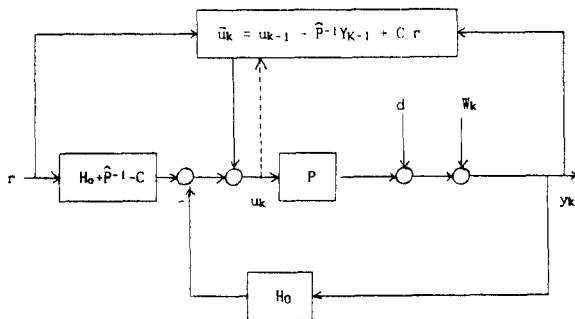 ūk = uk-1 - P̂⁻¹YK-1 + C r
d
Wk
r
H₀+P̂⁻¹-C
-
uk
P
yk
H₀